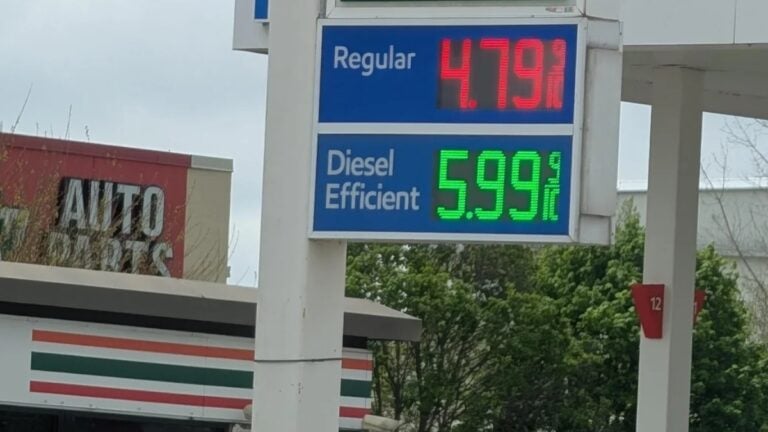 Regular
4.79 9/10
Diesel
Efficient
5.99 9/10
AUTO
PARTS
12